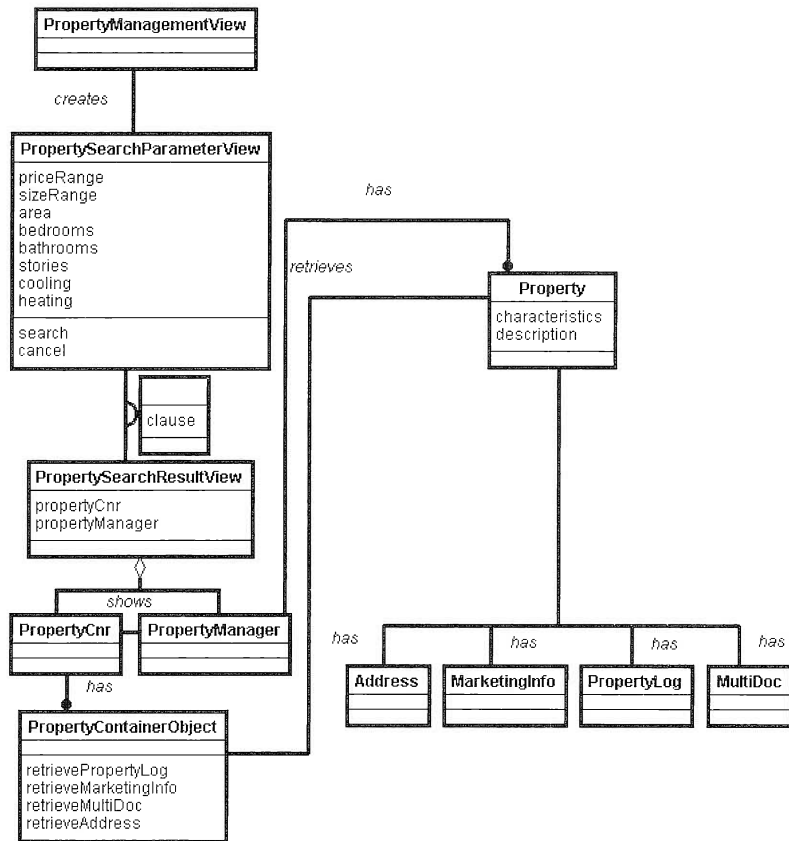 PropertyManagementView
creates
PropertySearchParameterView
priceRange
sizeRange
area
bedrooms
bathrooms
stories
cooling
heating
search
cancel
clause
PropertySearchResultView
propertyCnr
propertyManager
shows
PropertyCnr
PropertyManager
has
PropertyContainerObject
retrievePropertyLog
retrieveMarketingInfo
retrieveMultiDoc
retrieveAddress
has
retrieves
Property
characteristics
description
has
has
has
has
Address
MarketingInfo
PropertyLog
MultiDoc